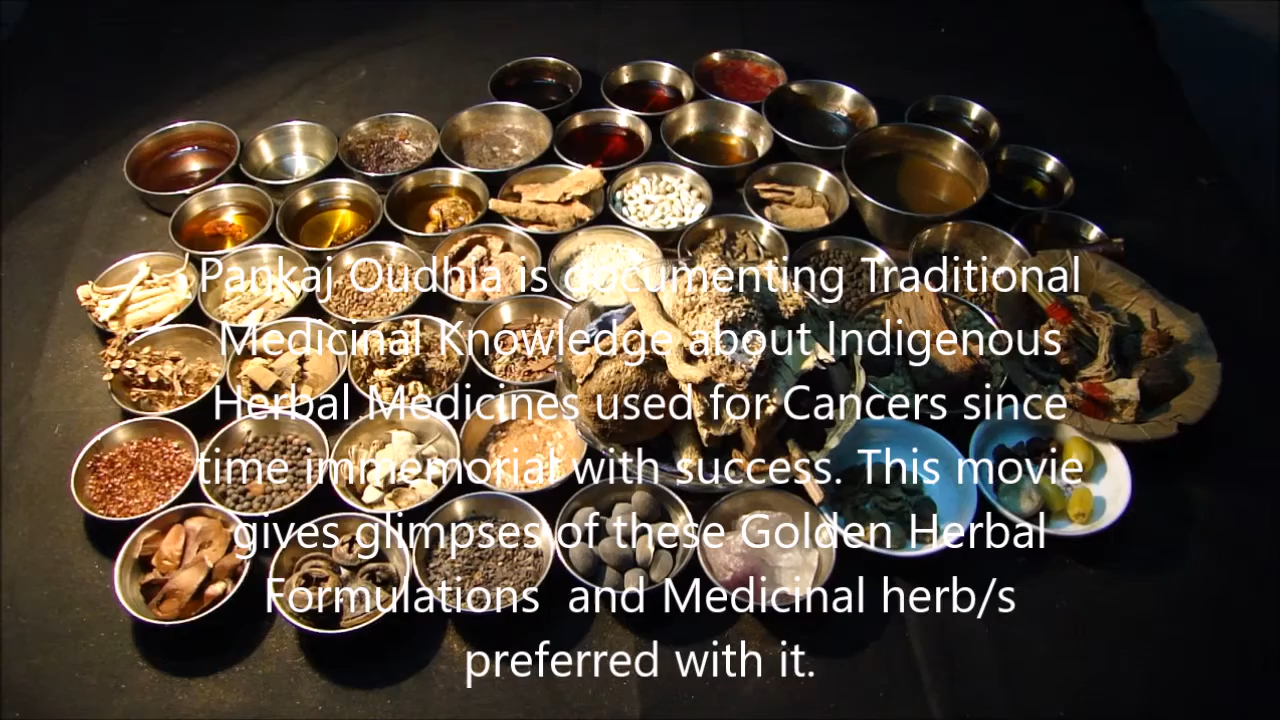 Pankaj Oudhia is documenting Traditional
Medicinal Knowledge about Indigenous
Herbal Medicines used for Cancers since
time immemorial with success. This movie
gives glimpses of these Golden Herbal
Formulations  and Medicinal herb/s
preferred with it.